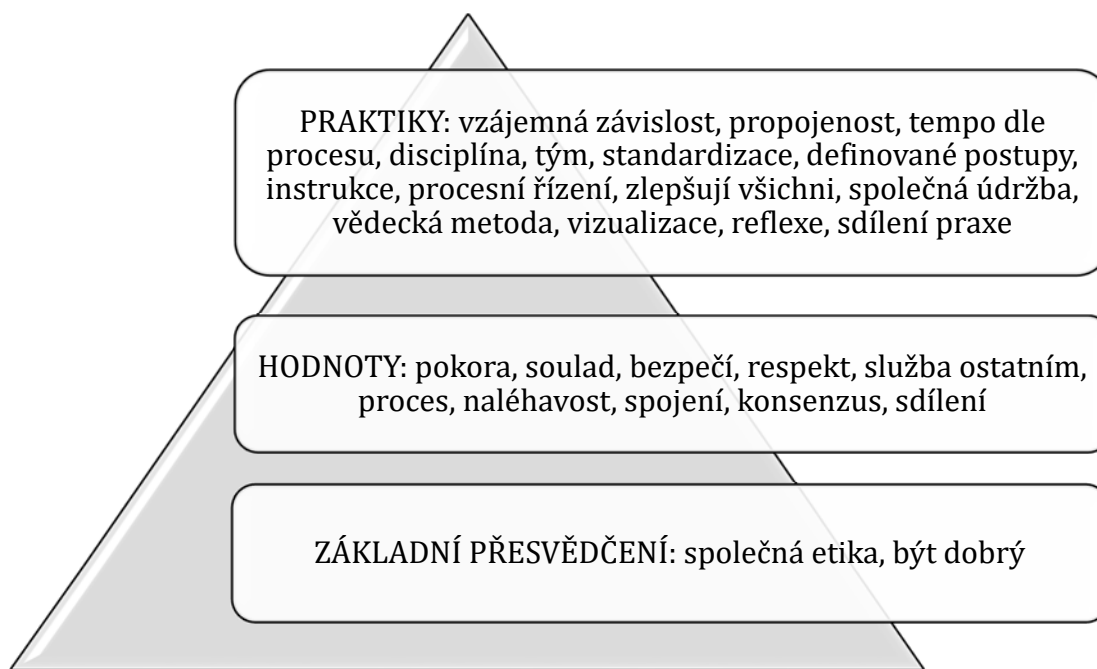 PRAKTIKY: vzájemná závislost, propojenost, tempo dle
procesu, disciplína, tým, standardizace, definované postupy,
instrukce, procesní řízení, zlepšují všichni, společná údržba,
vědecká metoda, vizualizace, reflexe, sdílení praxe
HODNOTY: pokora, soulad, bezpečí, respekt, služba ostatním,
proces, naléhavost, spojení, konsenzus, sdílení
ZÁKLADNÍ PŘESVĚDČENÍ: společná etika, být dobrý